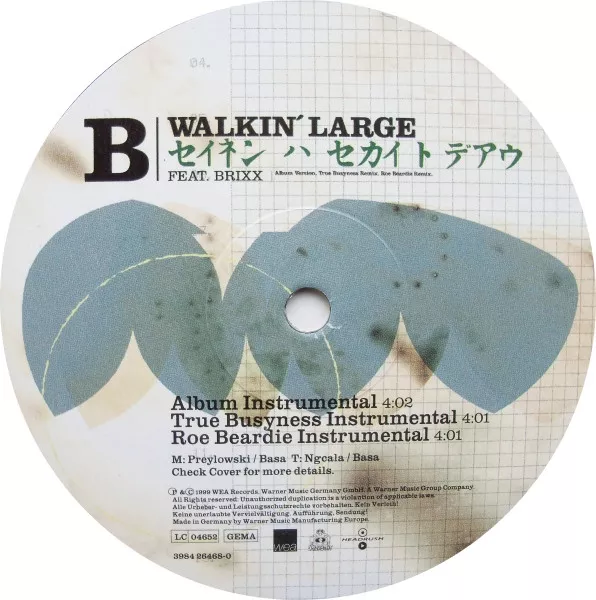 04.
B
WALKIN´ LARGE
セイネン ハ セカイト デアウ
FEAT. BRIXX
Album Version. True Busyness Remix. Roe Beardie Remix.
Album Instrumental 4:02
True Busyness Instrumental 4:01
Roe Beardie Instrumental 4:01
M: Preylowski / Basa T: Ngcala / Basa
Check Cover for more details.
℗ & © 1999 WEA Records, Warner Music Germany GmbH. A Warner Music Group Company.
All Rights reserved. Unauthorized duplication is a violation of applicable laws.
Alle Urheber- und Leistungsschutzrechte vorbehalten. Kein Verleih!
Keine unerlaubte Vervielvältigung, Aufführung, Sendung!
Made in Germany by Warner Music Manufacturing Europe.
LC 04652 GEMA wea HEADRUSH
3984 26468-0